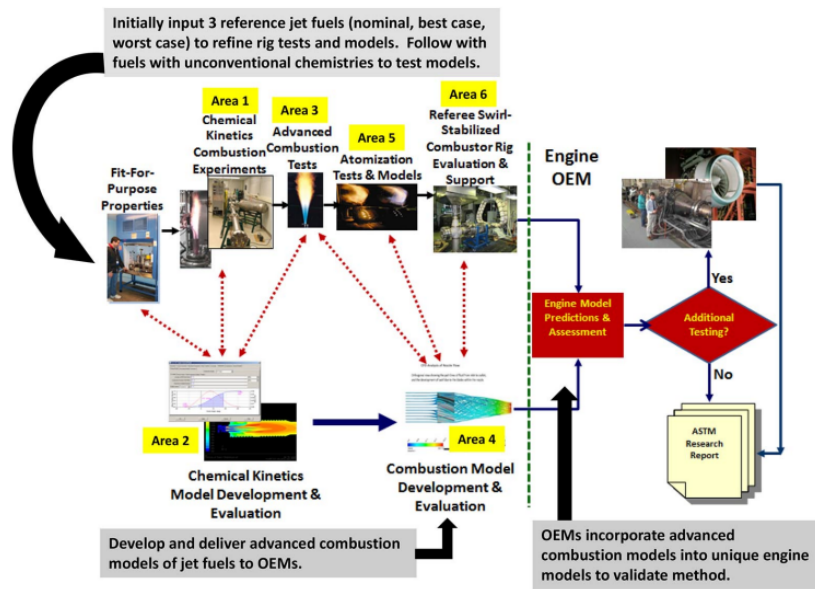 Initially input 3 reference jet fuels (nominal, best case,
worst case) to refine rig tests and models. Follow with
fuels with unconventional chemistries to test models.
Area 1
Chemical
Kinetics
Combustion
Experiments
Area 3
Advanced
Combustion
Tests
Area 5
Atomization
Tests & Models
Area 6
Referee Swirl-
Stabilized
Combustor Rig
Evaluation &
Support
Engine
OEM
Fit-For-
Purpose
Properties
Engine Model
Predictions &
Assessment
Additional
Testing?
Yes
No
ASTM
Research
Report
Area 2
Chemical Kinetics
Model Development &
Evaluation
Area 4
Combustion Model
Development &
Evaluation
Develop and deliver advanced combustion
models of jet fuels to OEMs.
OEMs incorporate advanced
combustion models into unique engine
models to validate method.